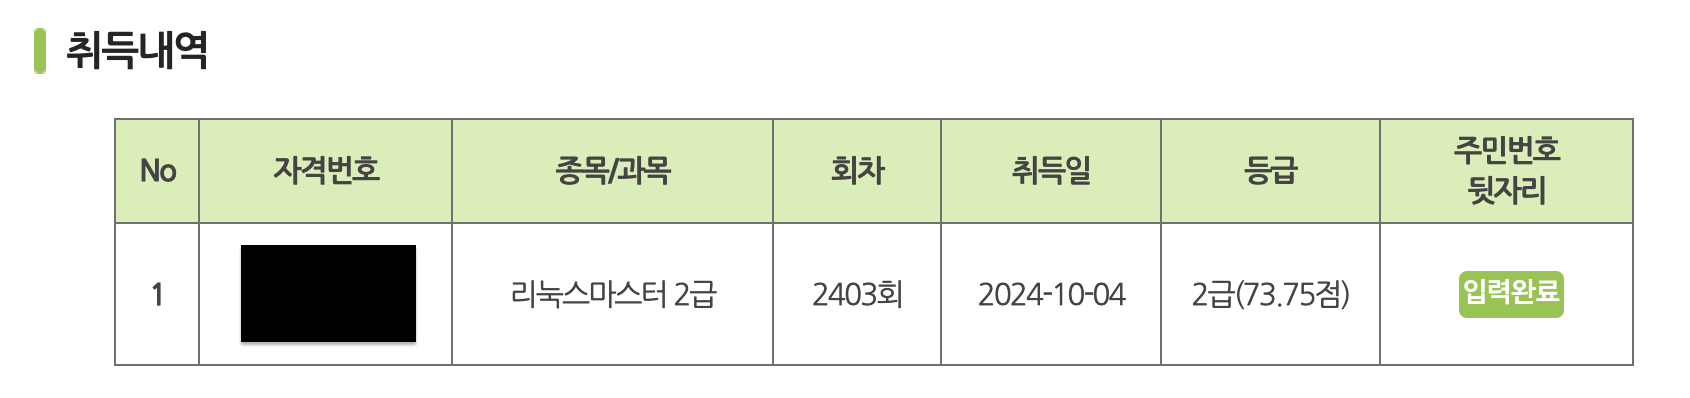 취득내역
No 자격번호 종목/과목 회차 취득일 등급 주민번호
뒷자리
1 리눅스마스터 2급 2403회 2024-10-04 2급(73.75점) 입력완료